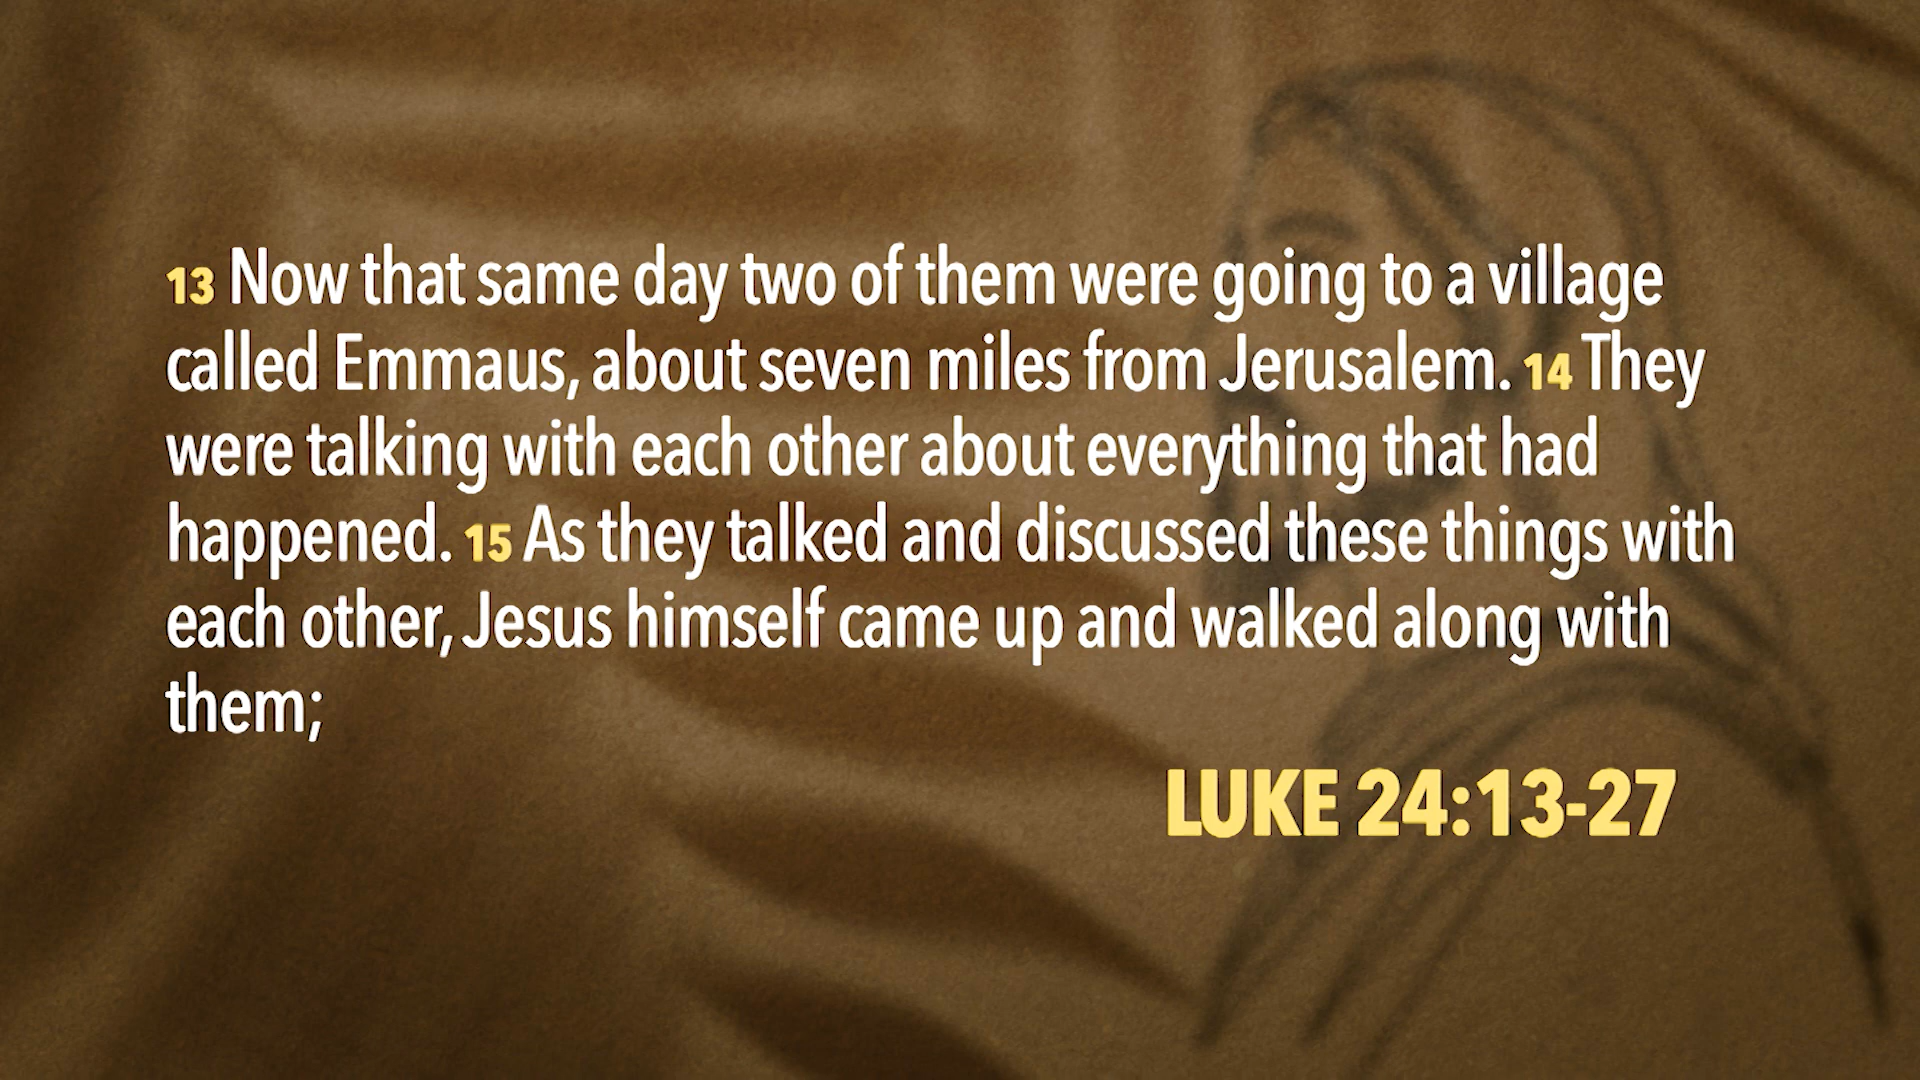 13 Now that same day two of them were going to a village
called Emmaus, about seven miles from Jerusalem. 14 They
were talking with each other about everything that had
happened. 15 As they talked and discussed these things with
each other, Jesus himself came up and walked along with
them;
LUKE 24:13-27